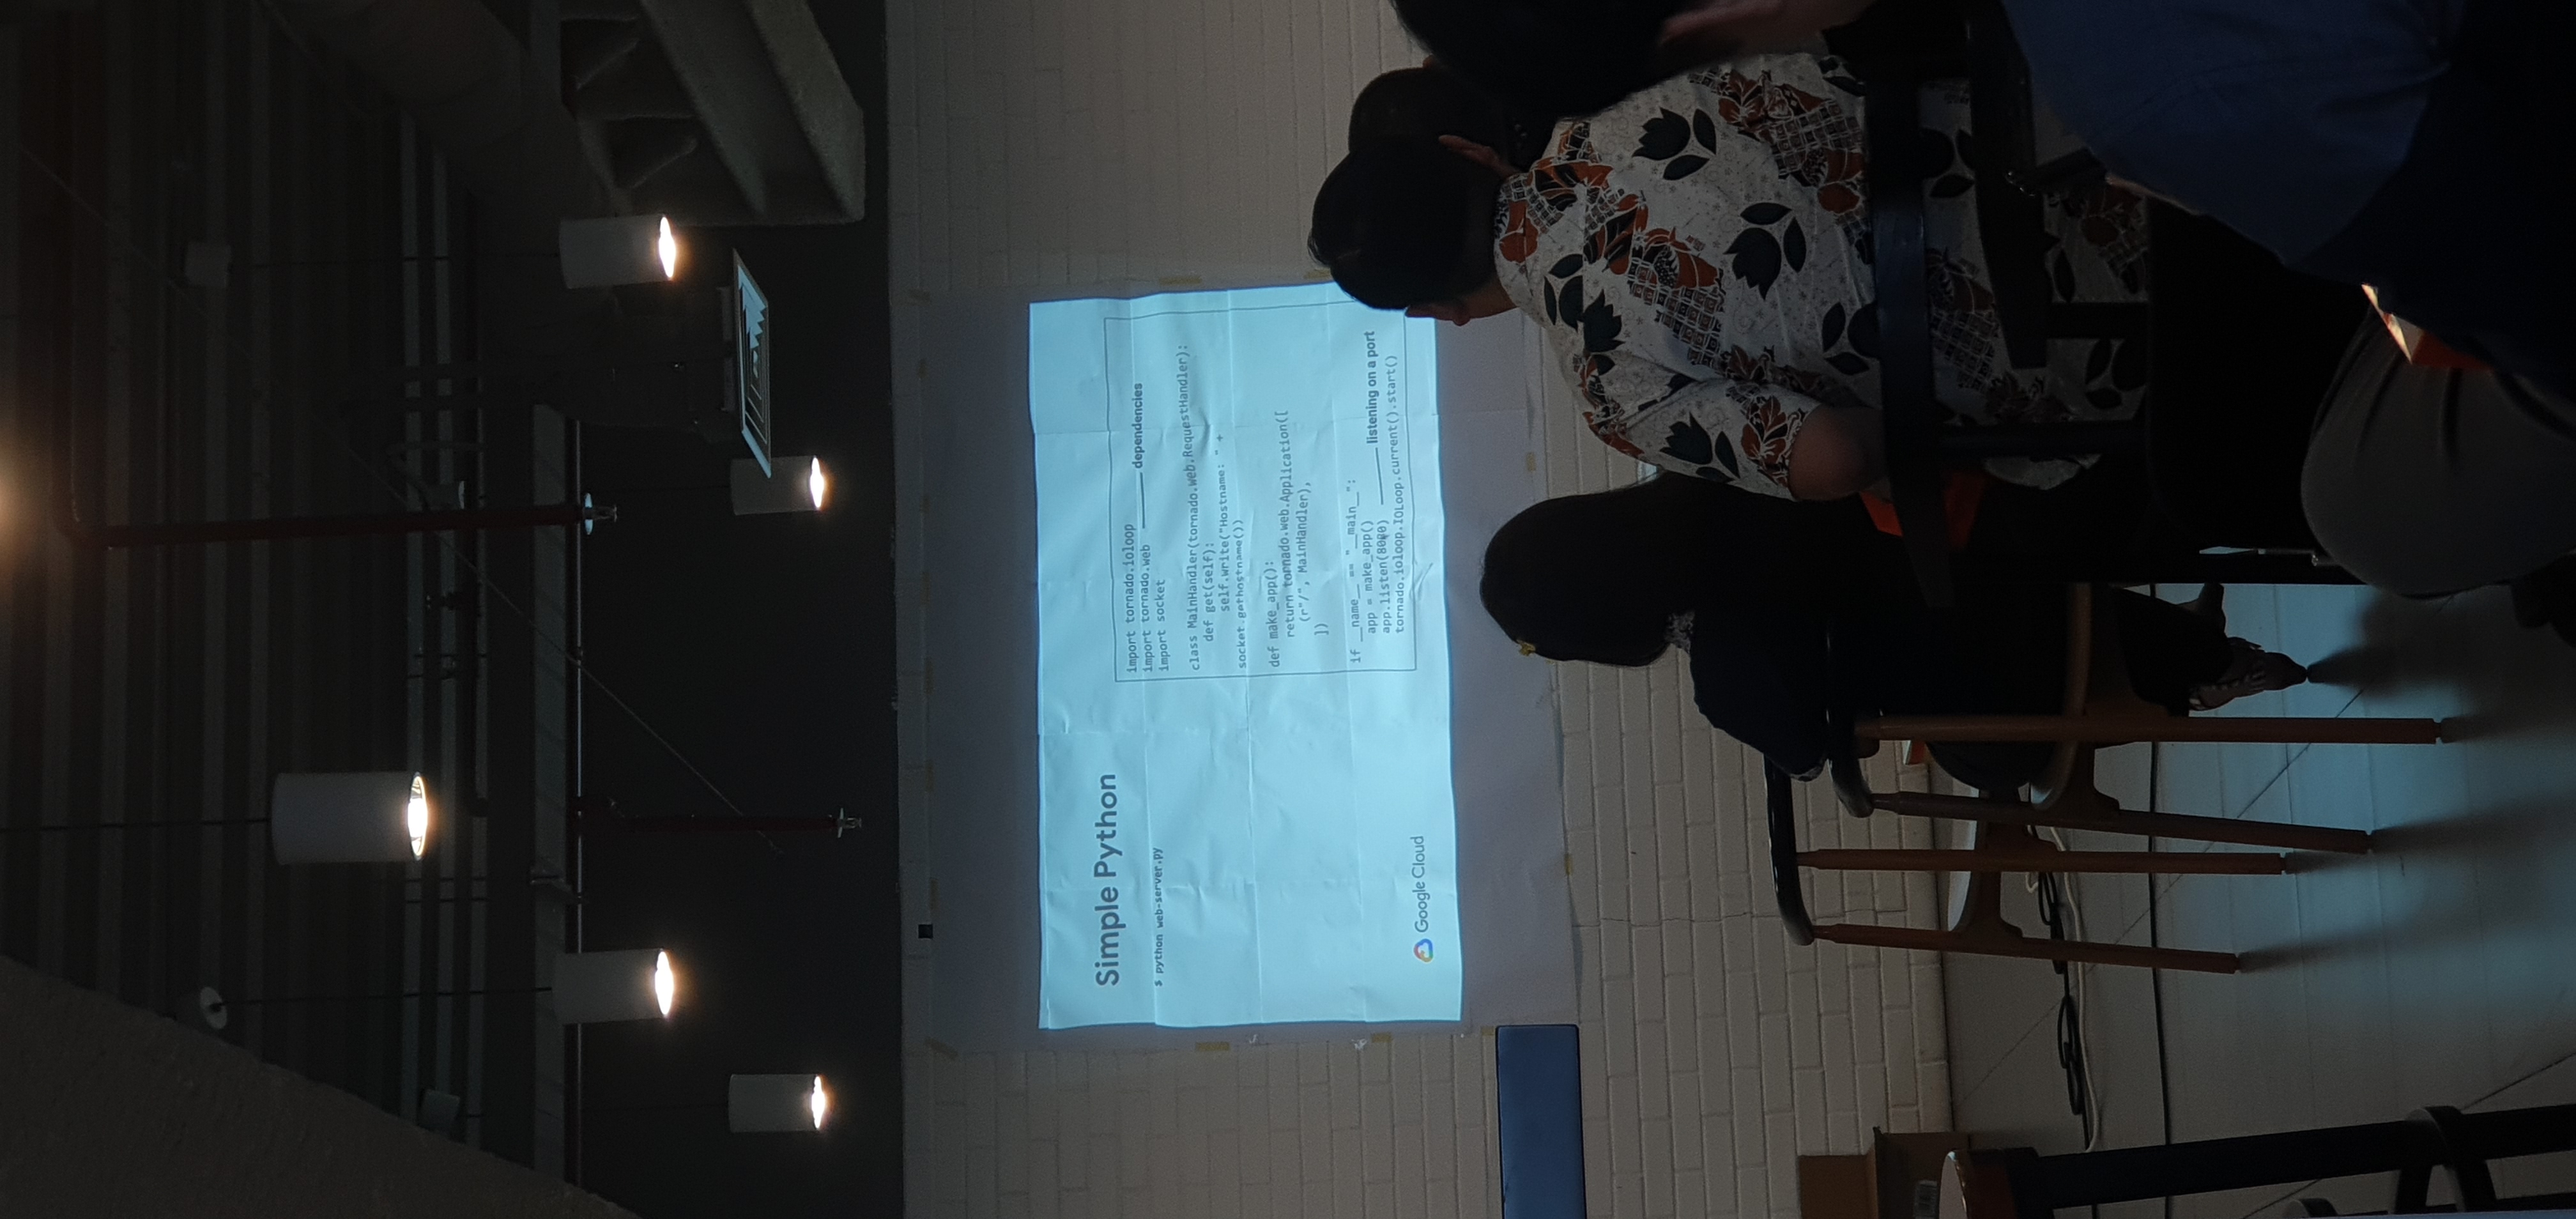 Simple Python
$ python web-server.py
import tornado.ioloop
import tornado.web
dependencies
import socket
class MainHandler(tornado.web.RequestHandler):
def get(self):
self.write("Hostname: " +
socket.gethostname())
def make_app():
return tornado.web.Application([
(r"/", MainHandler),
])
if __name__ == "__main__":
app = make_app()
app.listen(8080)
listening on a port
tornado.ioloop.IOLoop.current().start()
Google Cloud